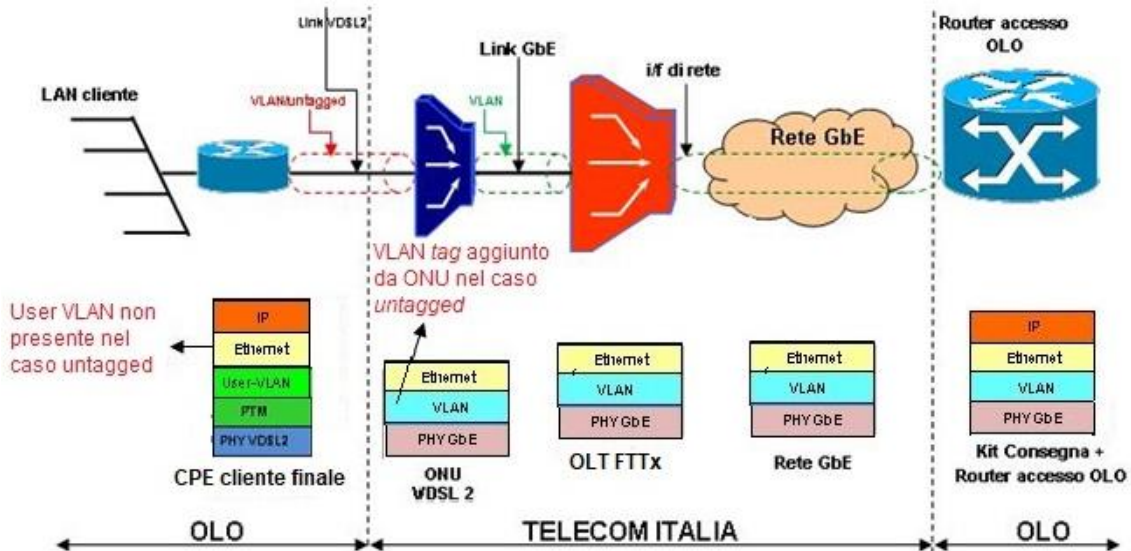 Link VDSL2
Router accesso
OLO
Link GbE
i/f di rete
LAN cliente
VLAN/untagged
VLAN
Rete GbE
VLAN tag aggiunto
da ONU nel caso
untagged
User VLAN non
presente nel
caso untagged
IP
Ethernet
User-VLAN
PTM
PHY VDSL2
CPE cliente finale
Ethernet
VLAN
PHY GbE
ONU
VDSL 2
Ethernet
VLAN
PHY GbE
OLT FTTx
Ethernet
VLAN
PHY GbE
Rete GbE
IP
Ethernet
VLAN
PHY GbE
Kit Consegna +
Router accesso OLO
OLO
TELECOM ITALIA
OLO